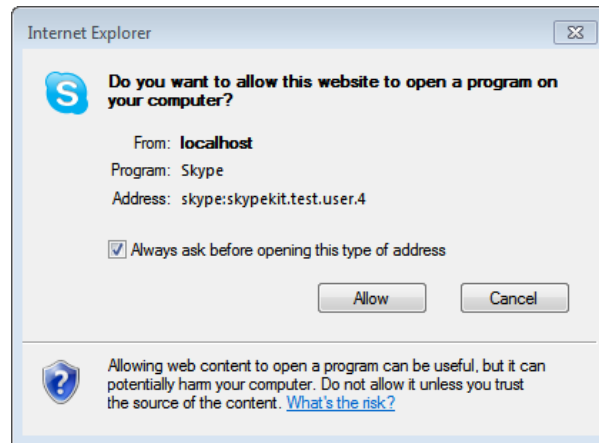 Internet Explorer
Do you want to allow this website to open a program on
your computer?
From: localhost
Program: Skype
Address: skype:skypekit.test.user.4
Always ask before opening this type of address
Allow Cancel
Allowing web content to open a program can be useful, but it can
potentially harm your computer. Do not allow it unless you trust
the source of the content. What's the risk?